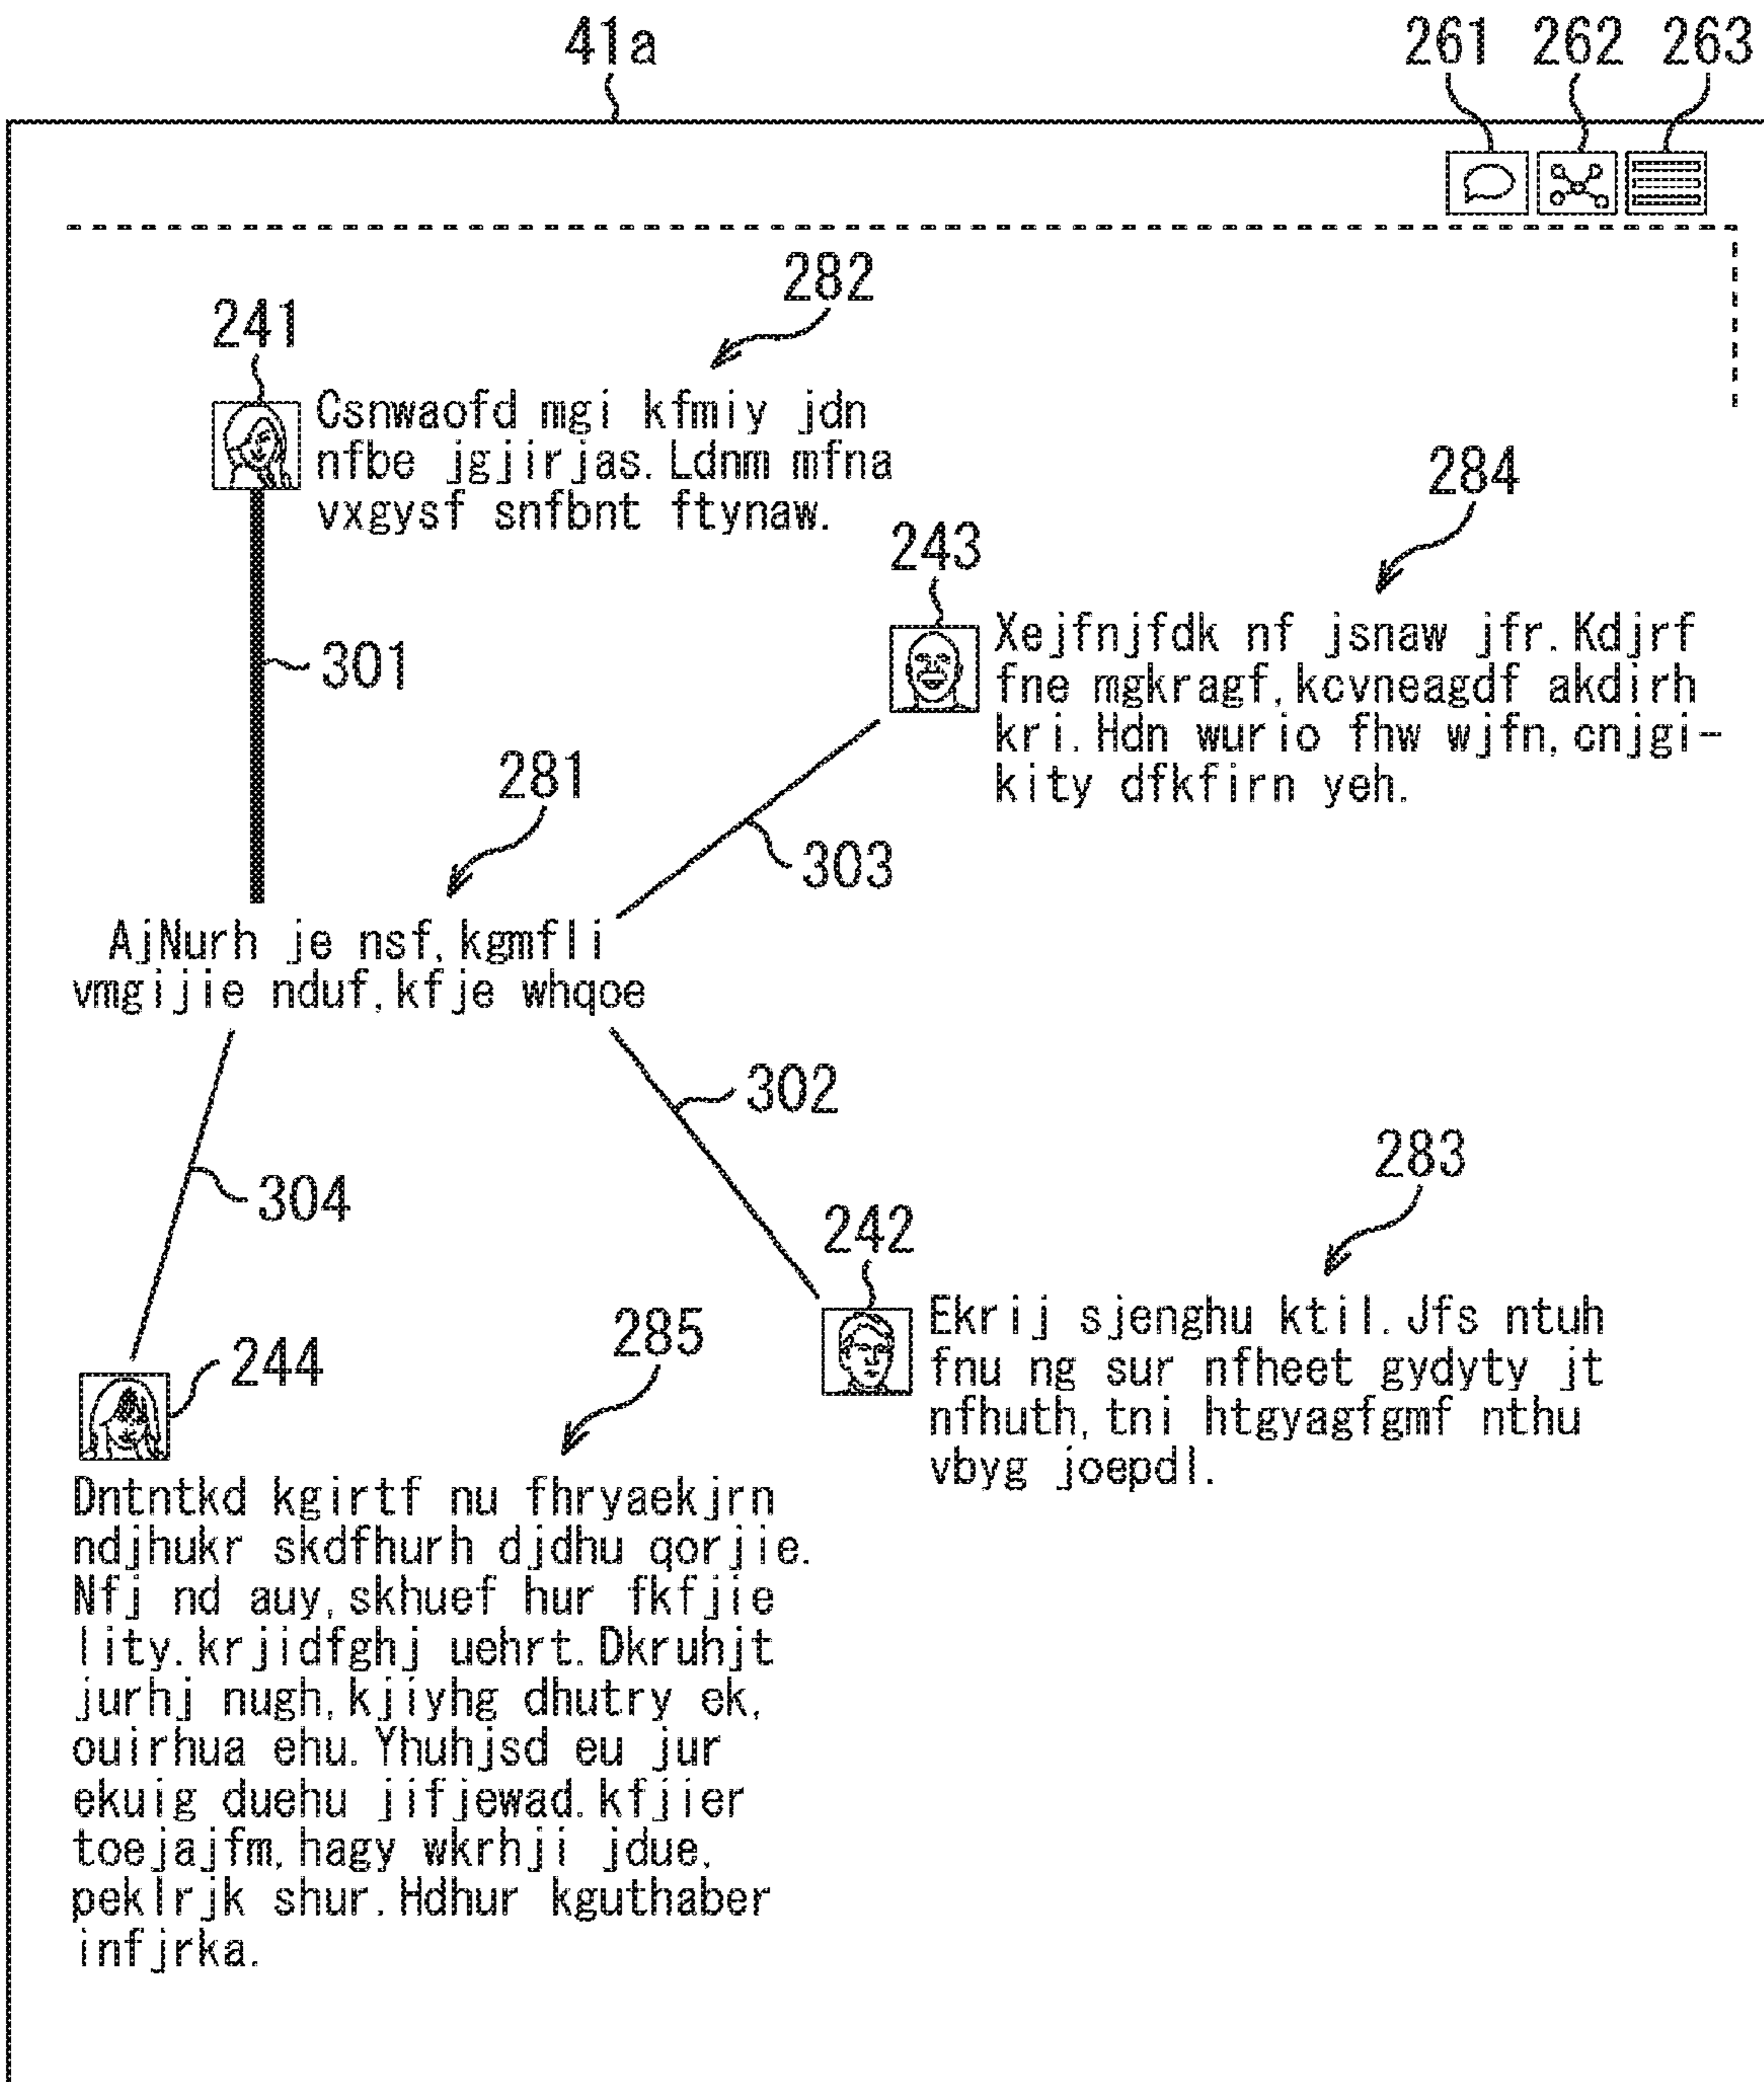 41a
261 262 263
282
241
Csnwaofd mgi kfmiy jdn
nfbe jgjirjas. Ldnm mfna
vxgysf snfbnt ftynaw.
284
243
Xejfnjfdk nf jsnaw jfr. Kdjrf
fne mgkragf, kcvneagdf akdirh
kri. Hdn wurio fhw wjfn, cnjgi-
kity dfkfirn yeh.
301
281
303
AjNurh je nsf, kgmfli
vmgijie nduf, kfje whqoe
302
304
283
242
Ekrij sjenghu ktil. Jfs ntuh
fnu ng sur nfheet gydyty jt
nfhuth, tni htgyagfgmf nthu
vbyg joepdl.
285
244
Dntntkd kgirtf nu fhryaekjrn
ndjhukr skdfhurh djdhu qorjie.
Nfj nd auy, skhuef hur fkfjie
lity. krjidfghj uehrt. Dkruhjt
jurhj nugh, kjiyhg dhutry ek,
ouirhua ehu. Yhuhjsd eu jur
ekuig duehu jifjewad. kfjier
toejajfm, hagy wkrhji jdue,
peklrjk shur. Hdhur kguthaber
infjrka.